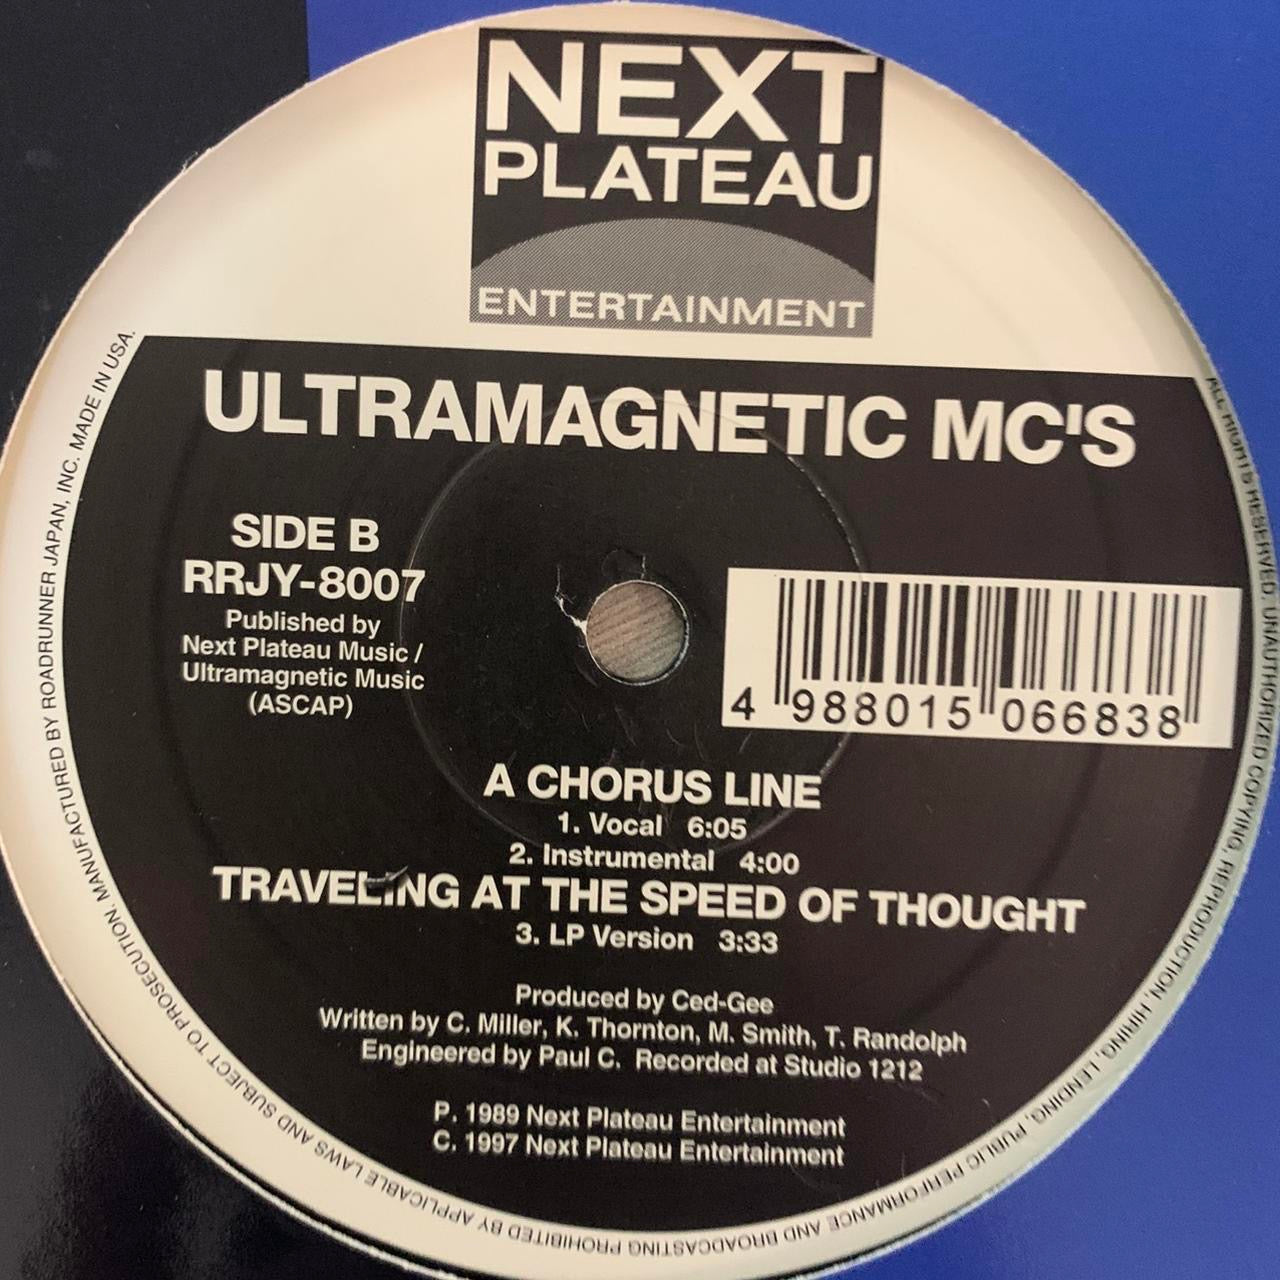 NEXT
PLATEAU
ENTERTAINMENT
ULTRAMAGNETIC MC'S
SIDE B
RRJY-8007
Published by
Next Plateau Music /
Ultramagnetic Music
(ASCAP)
4 988015 066838
A CHORUS LINE
1. Vocal 6:05
2. Instrumental 4:00
TRAVELING AT THE SPEED OF THOUGHT
3. LP Version 3:33
Produced by Ced-Gee
Written by C. Miller, K. Thornton, M. Smith, T. Randolph
Engineered by Paul C. Recorded at Studio 1212
P. 1989 Next Plateau Entertainment
C. 1997 Next Plateau Entertainment
ALL RIGHTS RESERVED. UNAUTHORIZED COPYING, REPRODUCTION, HIRING, LENDING, PUBLIC PERFORMANCE AND BROADCASTING PROHIBITED BY APPLICABLE LAWS AND SUBJECT TO PROSECUTION. MANUFACTURED BY ROADRUNNER JAPAN, INC. MADE IN USA.